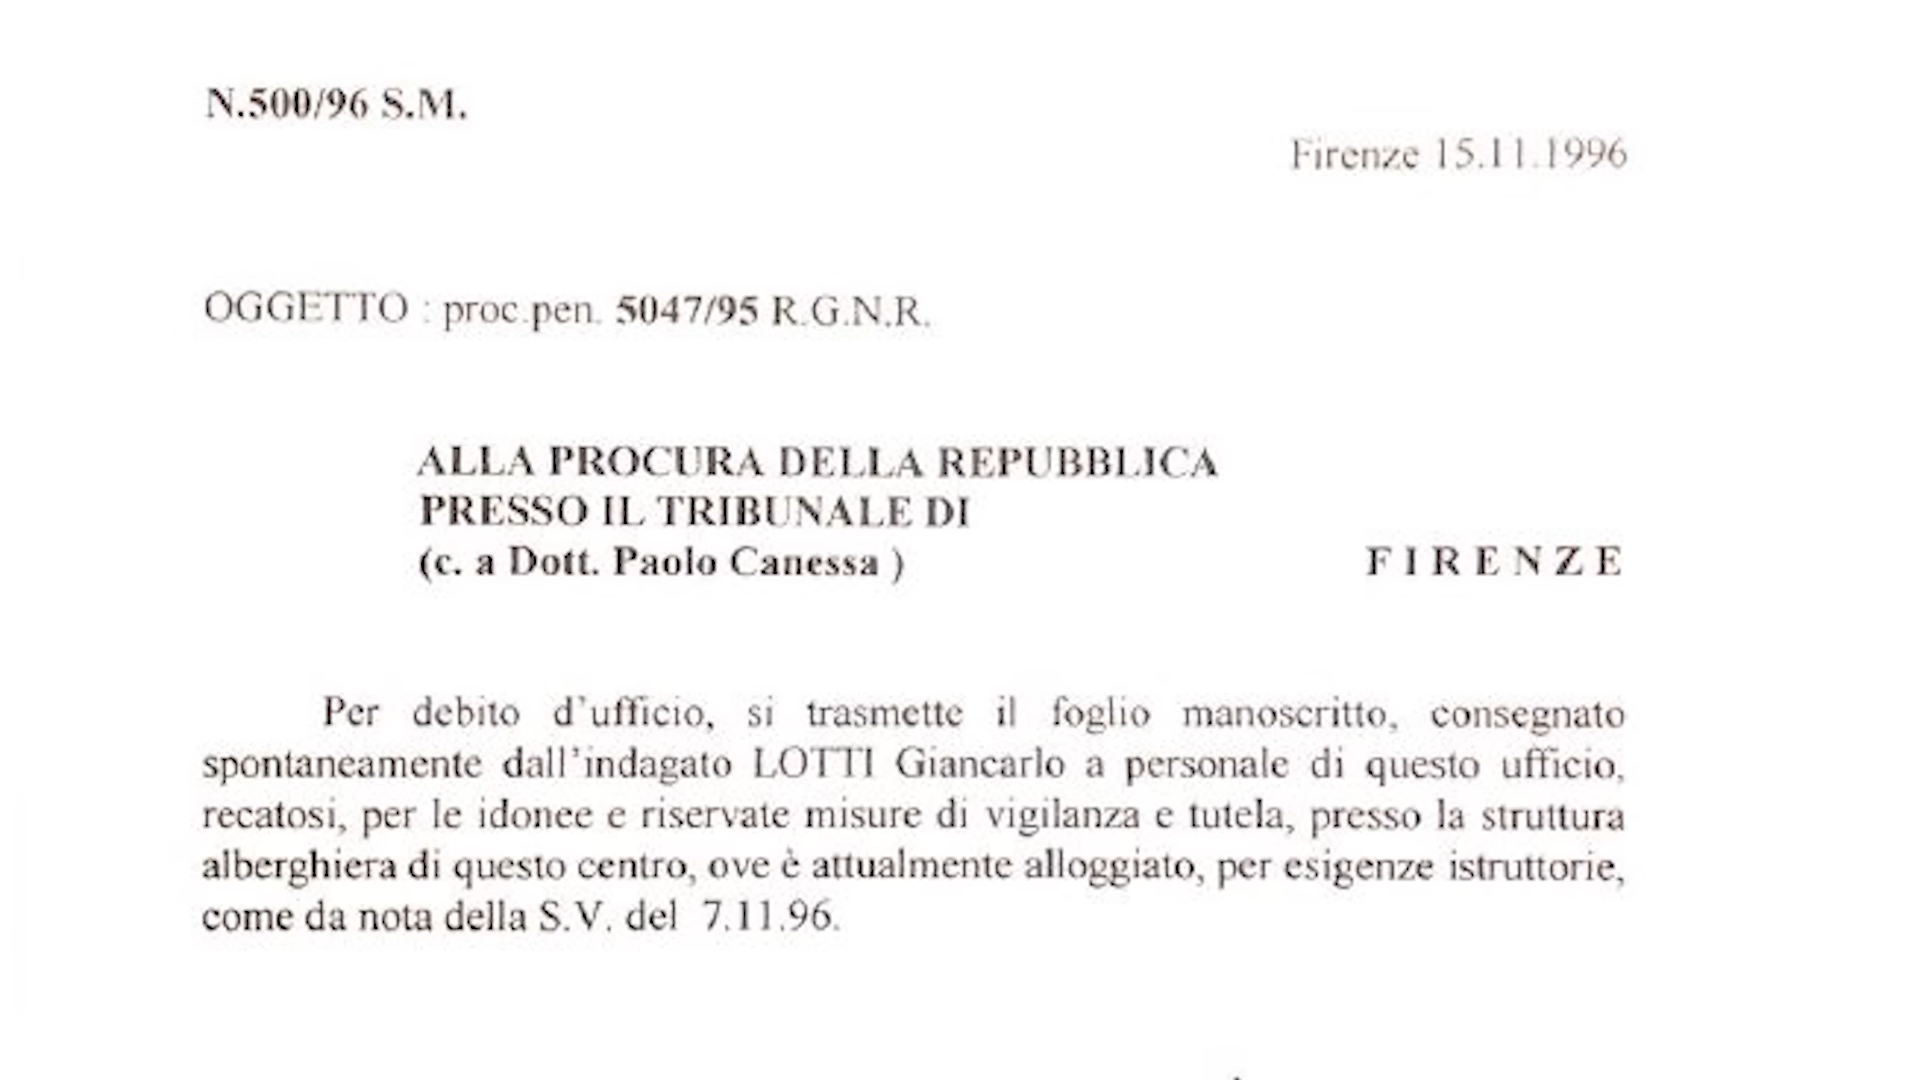 N.500/96 S.M.
Firenze 15.11.1996
OGGETTO : proc.pen. 5047/95 R.G.N.R.
ALLA PROCURA DELLA REPUBBLICA
PRESSO IL TRIBUNALE DI
(c. a Dott. Paolo Canessa ) F I R E N Z E
Per debito d'ufficio, si trasmette il foglio manoscritto, consegnato
spontaneamente dall'indagato LOTTI Giancarlo a personale di questo ufficio,
recatosi, per le idonee e riservate misure di vigilanza e tutela, presso la struttura
alberghiera di questo centro, ove è attualmente alloggiato, per esigenze istruttorie,
come da nota della S.V. del 7.11.96.